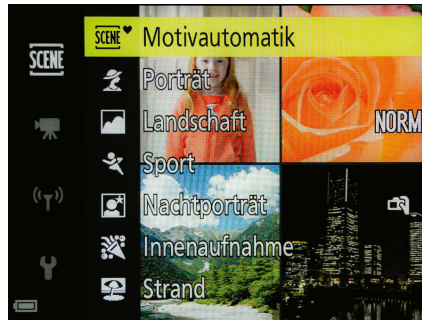 SCENE
SCENE Motivautomatik
Porträt
Landschaft
NORM
Sport
Nachtporträt
Innenaufnahme
Strand